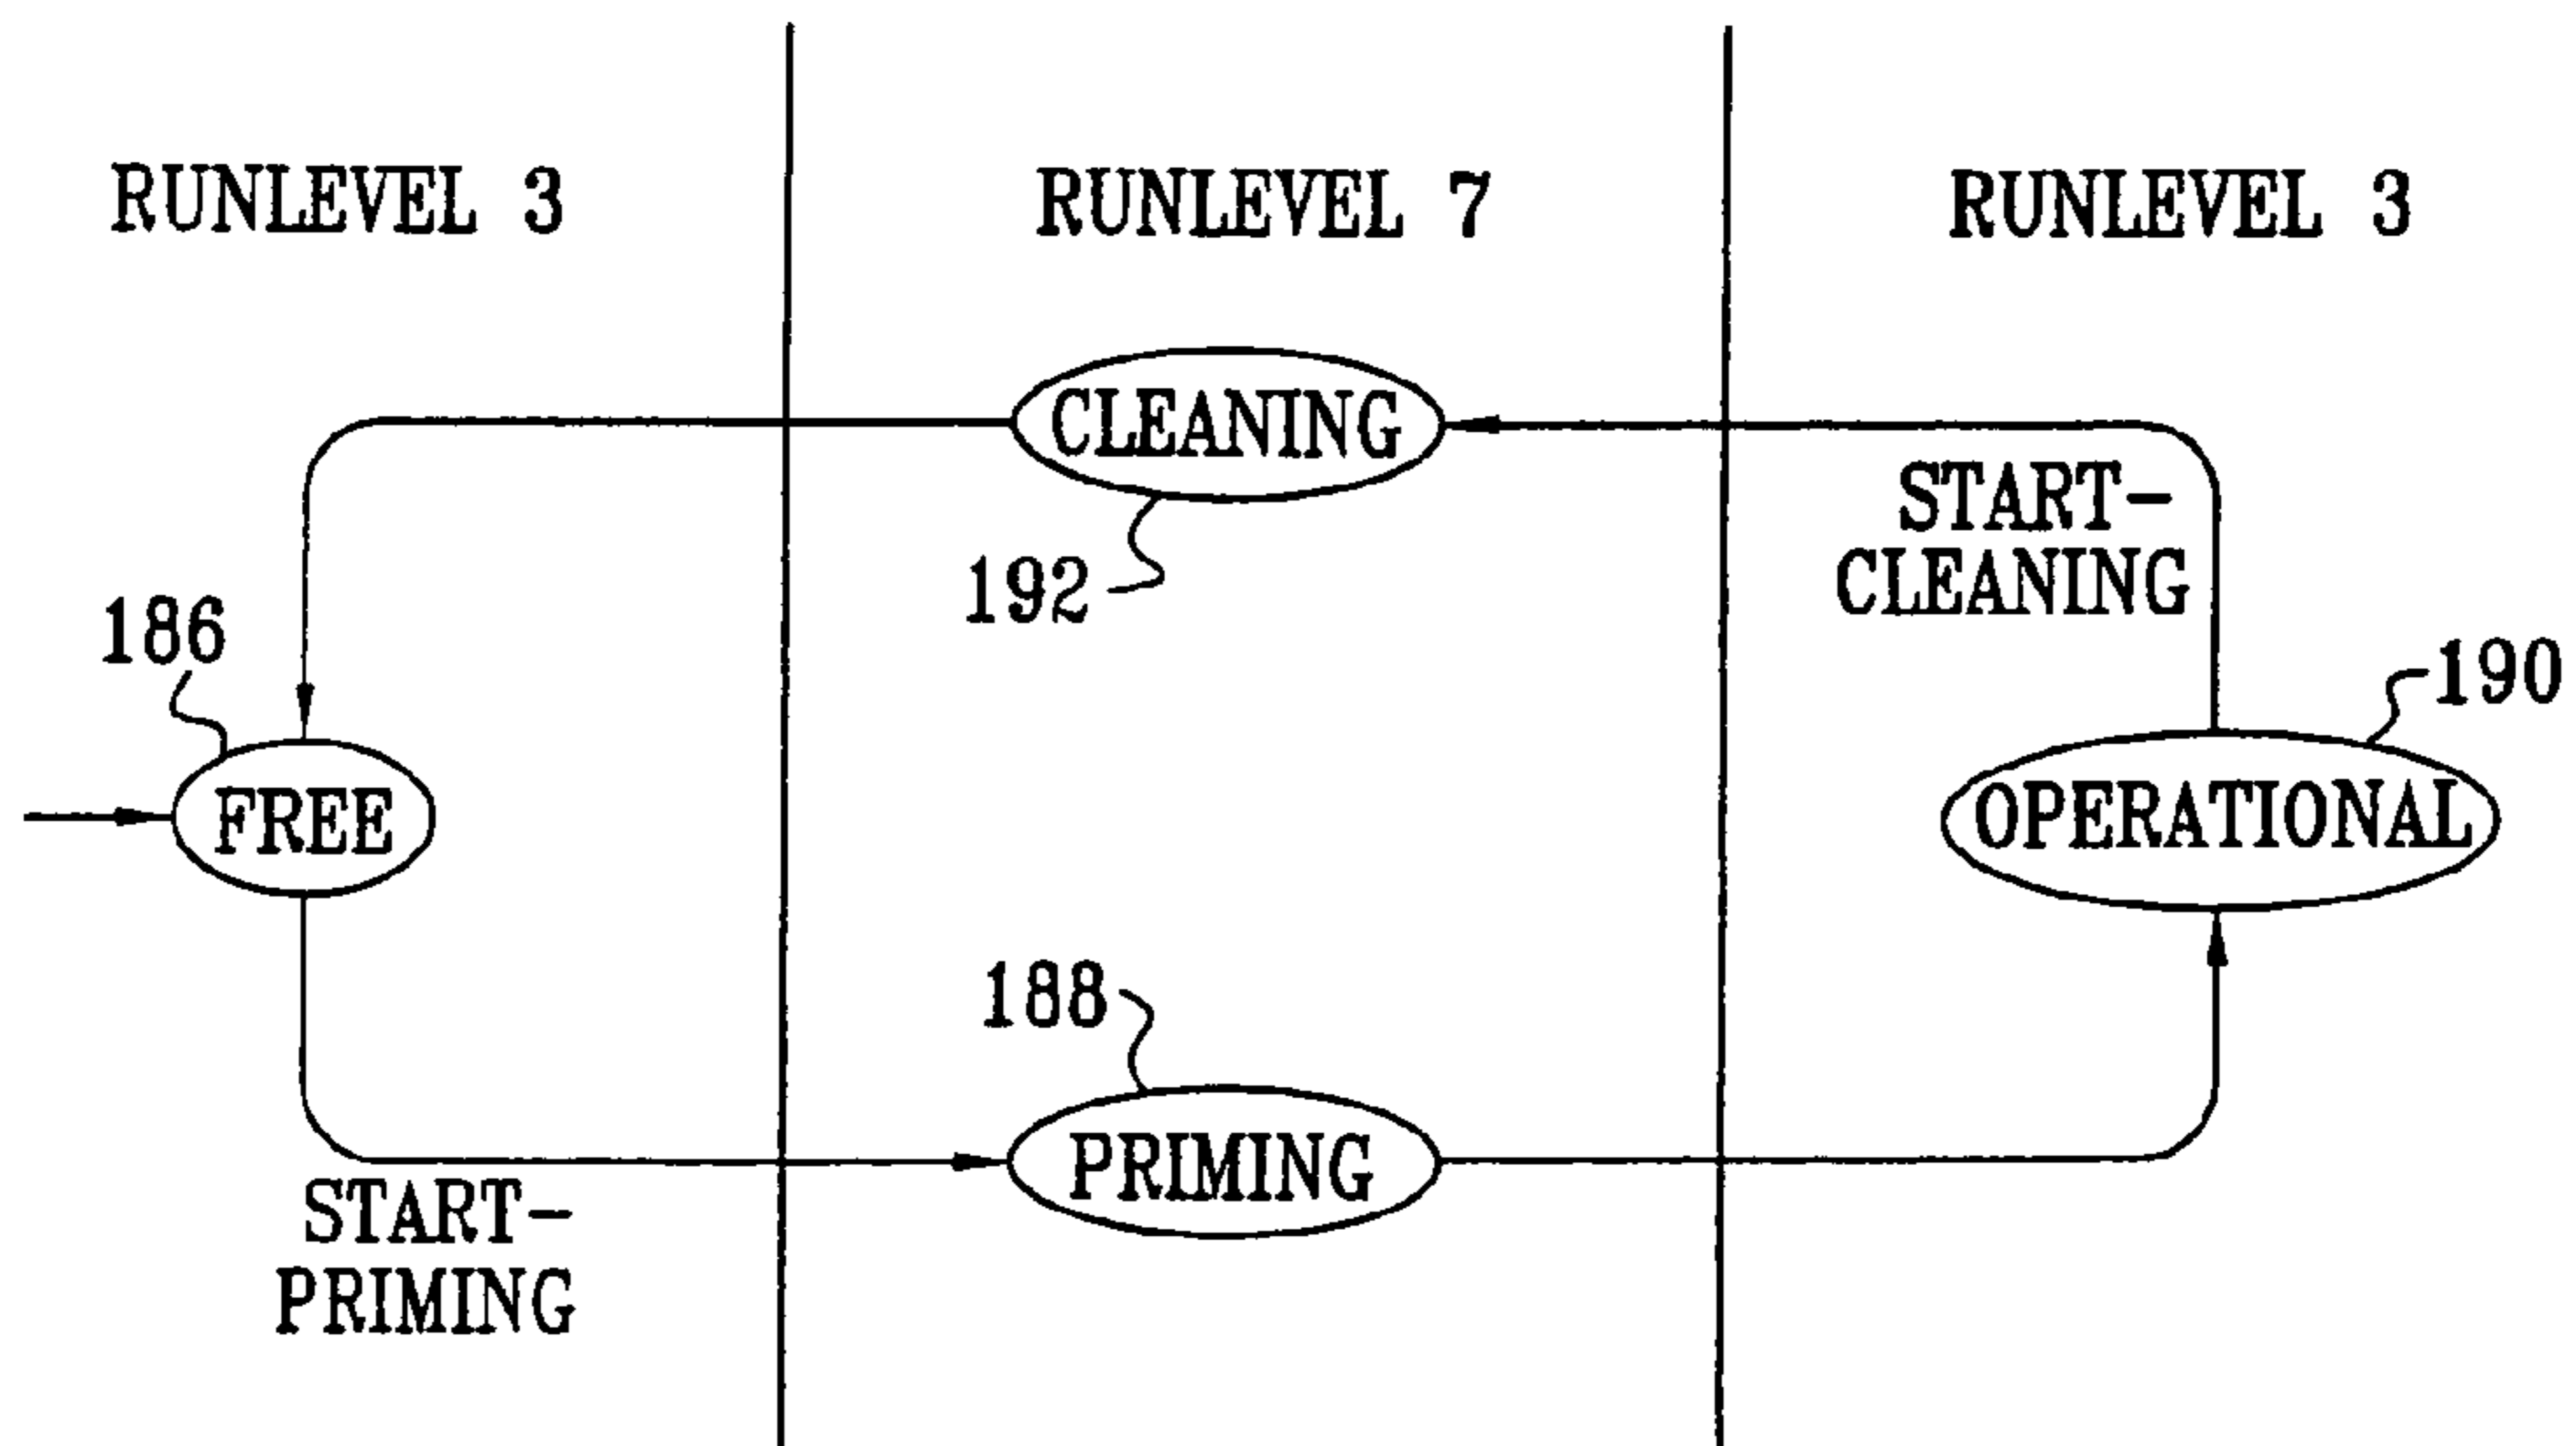 RUNLEVEL 3
RUNLEVEL 7
RUNLEVEL 3
CLEANING
192
START-
CLEANING
186
190
FREE
OPERATIONAL
188
PRIMING
START-
PRIMING